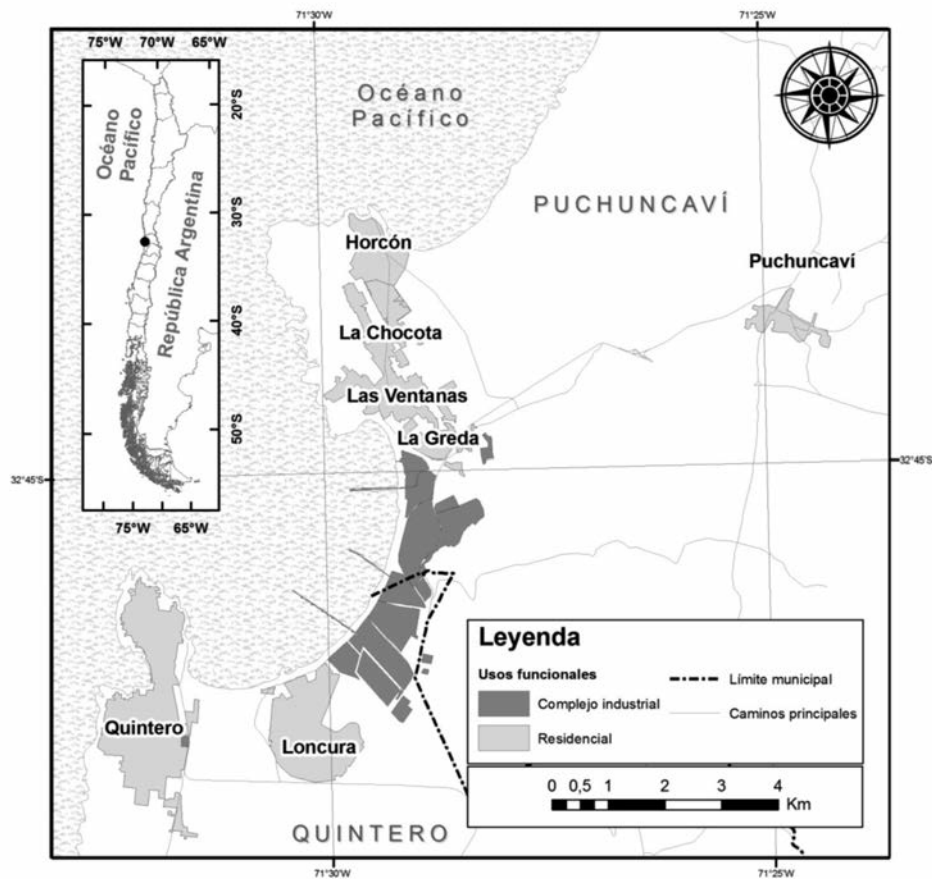 71°30'W
71°25'W
75°W
70°W
65°W
20°S
30°S
40°S
50°S
75°W
65°W
Océano
Pacífico
República Argentina
Océano
Pacífico
PUCHUNCAVÍ
Horcón
Puchuncaví
La Chocota
Las Ventanas
La Greda
32°45'S
32°45'S
Quintero
Loncura
QUINTERO
Leyenda
Usos funcionales
Complejo industrial
Residencial
Límite municipal
Caminos principales
0 0,5 1 2 3 4
Km
71°30'W
71°25'W